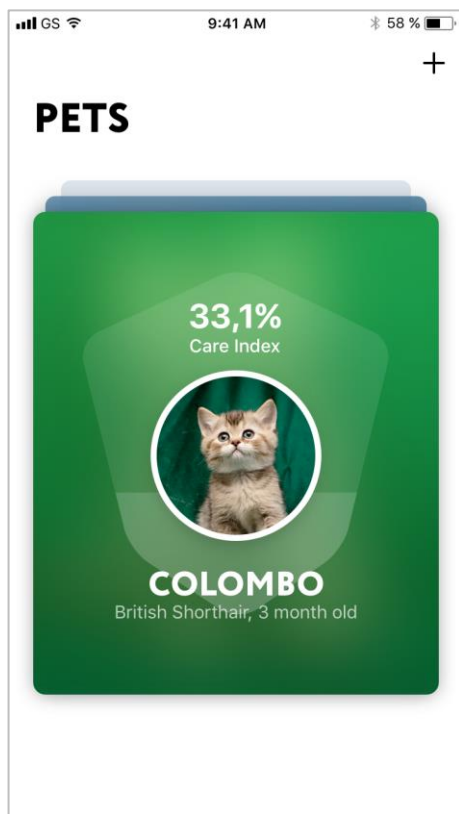 GS 9:41 AM 58 %
+
PETS
33,1%
Care Index
COLOMBO
British Shorthair, 3 month old